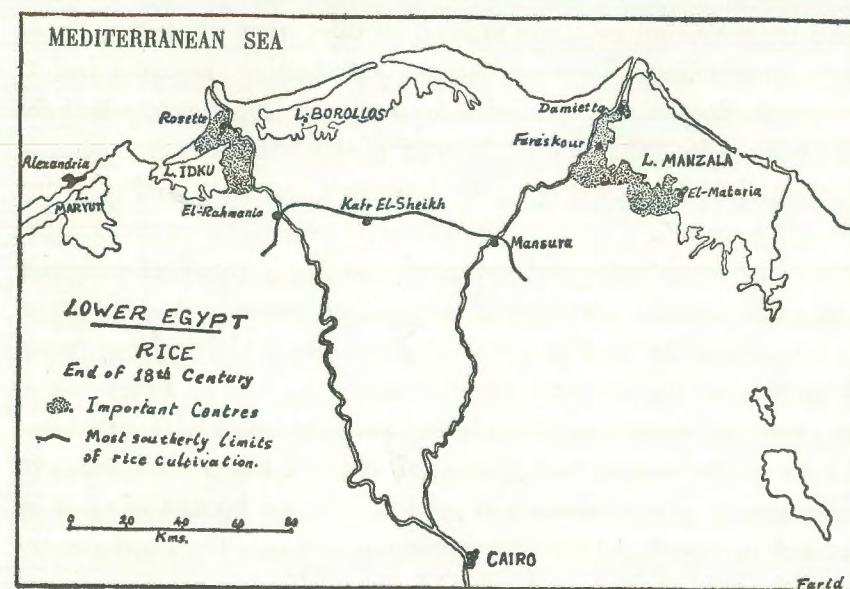 MEDITERRANEAN SEA
Rosetta
L. BOROLLOS
Damietta
Faraskour
L. MANZALA
Alexandria
L. IDKU
L. MARYUT
El-Rahmania
Kafr El-Sheikh
El-Mataria
Mansura
LOWER EGYPT
RICE
End of 18th Century
Important Centres
Most southerly limits
of rice cultivation.
0 20 40 60 80
Kms.
CAIRO
Farid